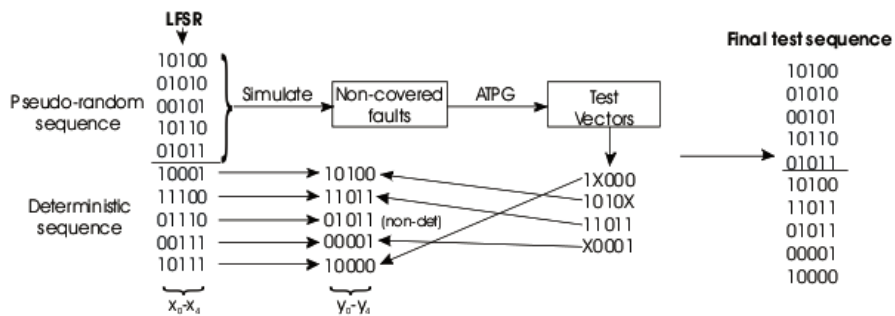 LFSR
10100
01010
00101
10110
01011
10001
11100
01110
00111
10111
x0-x4
Pseudo-random
sequence
Deterministic
sequence
Simulate
Non-covered
faults
ATPG
Test
Vectors
10100
11011
01011 (non-det)
00001
10000
y0-y4
1X000
1010X
11011
X0001
Final test sequence
10100
01010
00101
10110
01011
10100
11011
01011
00001
10000